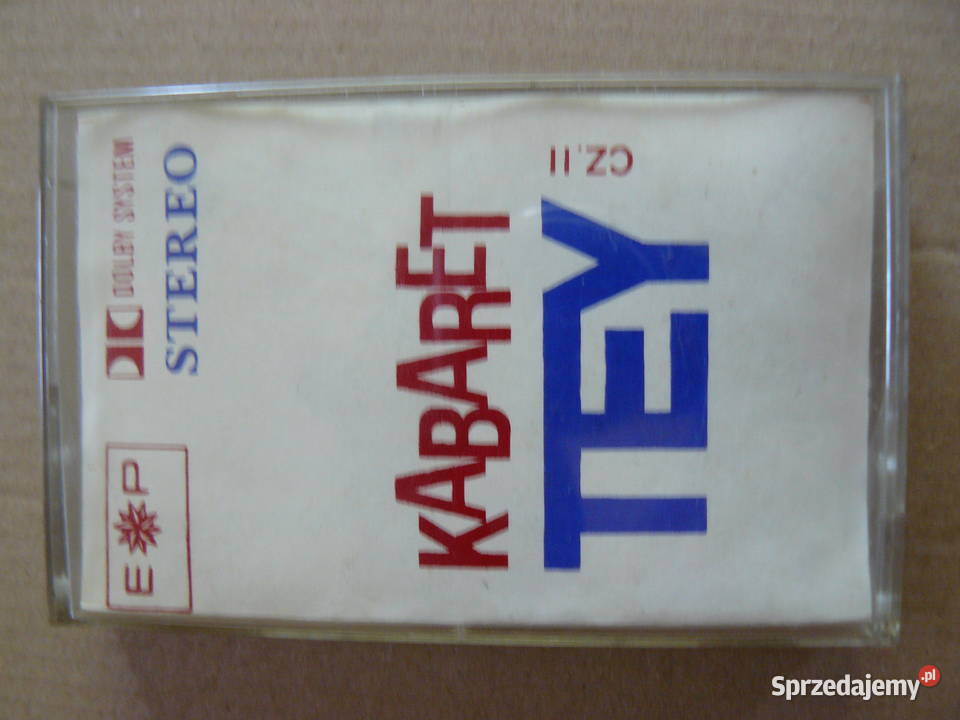 E P
DOLBY SYSTEM
STEREO
KABARET
TEY
CZ. II
Sprzedajemy.pl